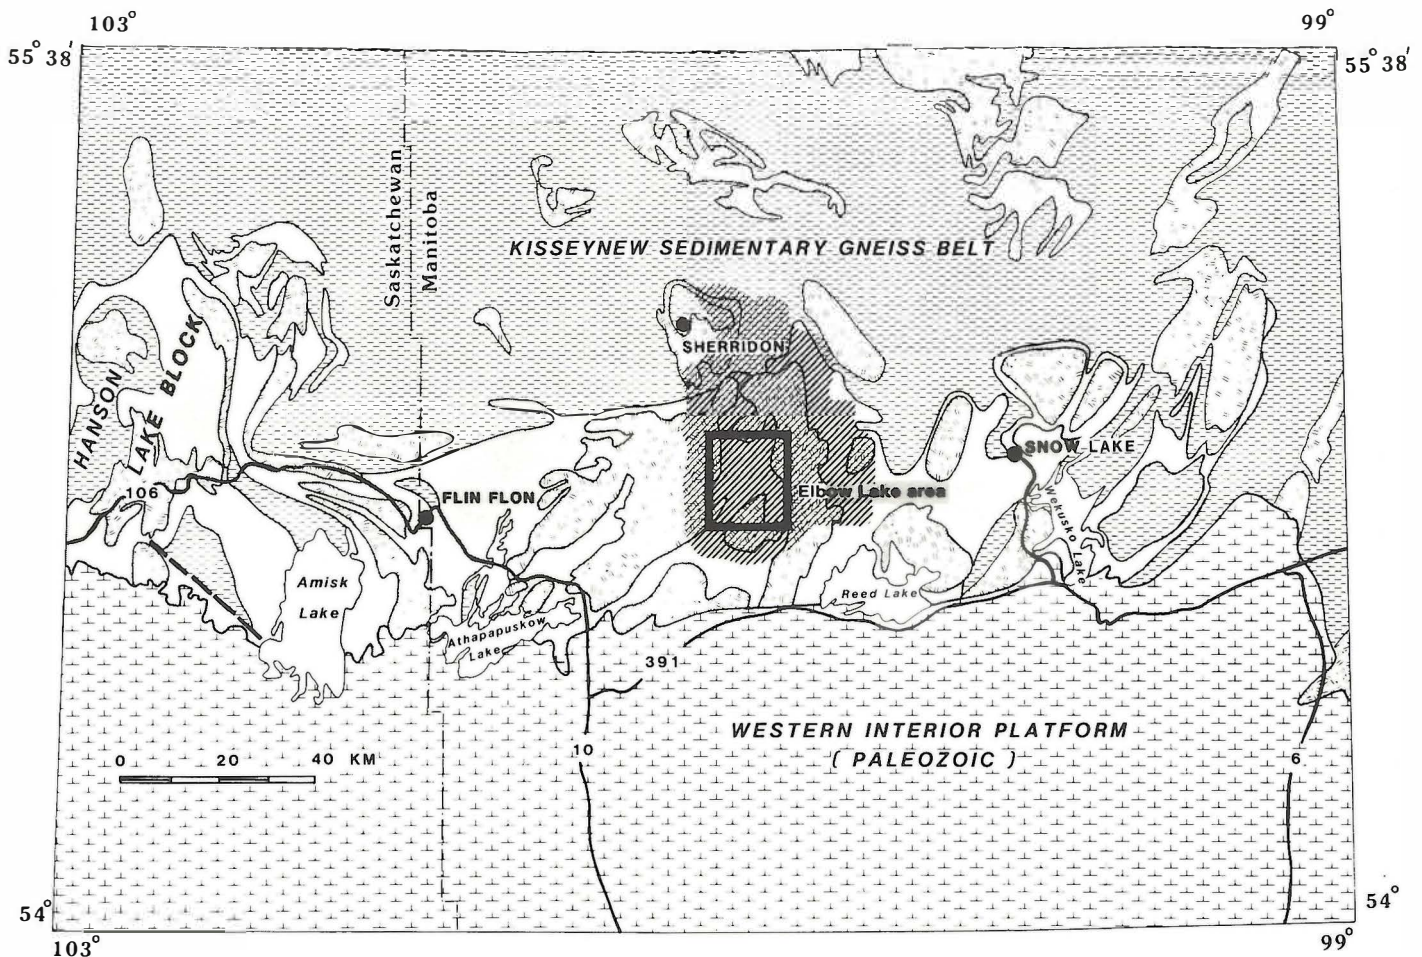 103°
99°
55° 38'
55° 38'
Saskatchewan
Manitoba
KISSEYNEW SEDIMENTARY GNEISS BELT
HANSON LAKE BLOCK
SHERRIDON
SNOW LAKE
106
FLIN FLON
Elbow Lake area
Wekusko Lake
Amisk
Lake
Reed Lake
Athapapuskow
Lake
391
WESTERN INTERIOR PLATFORM
( PALEOZOIC )
0 20 40 KM
10
6
54°
54°
103°
99°